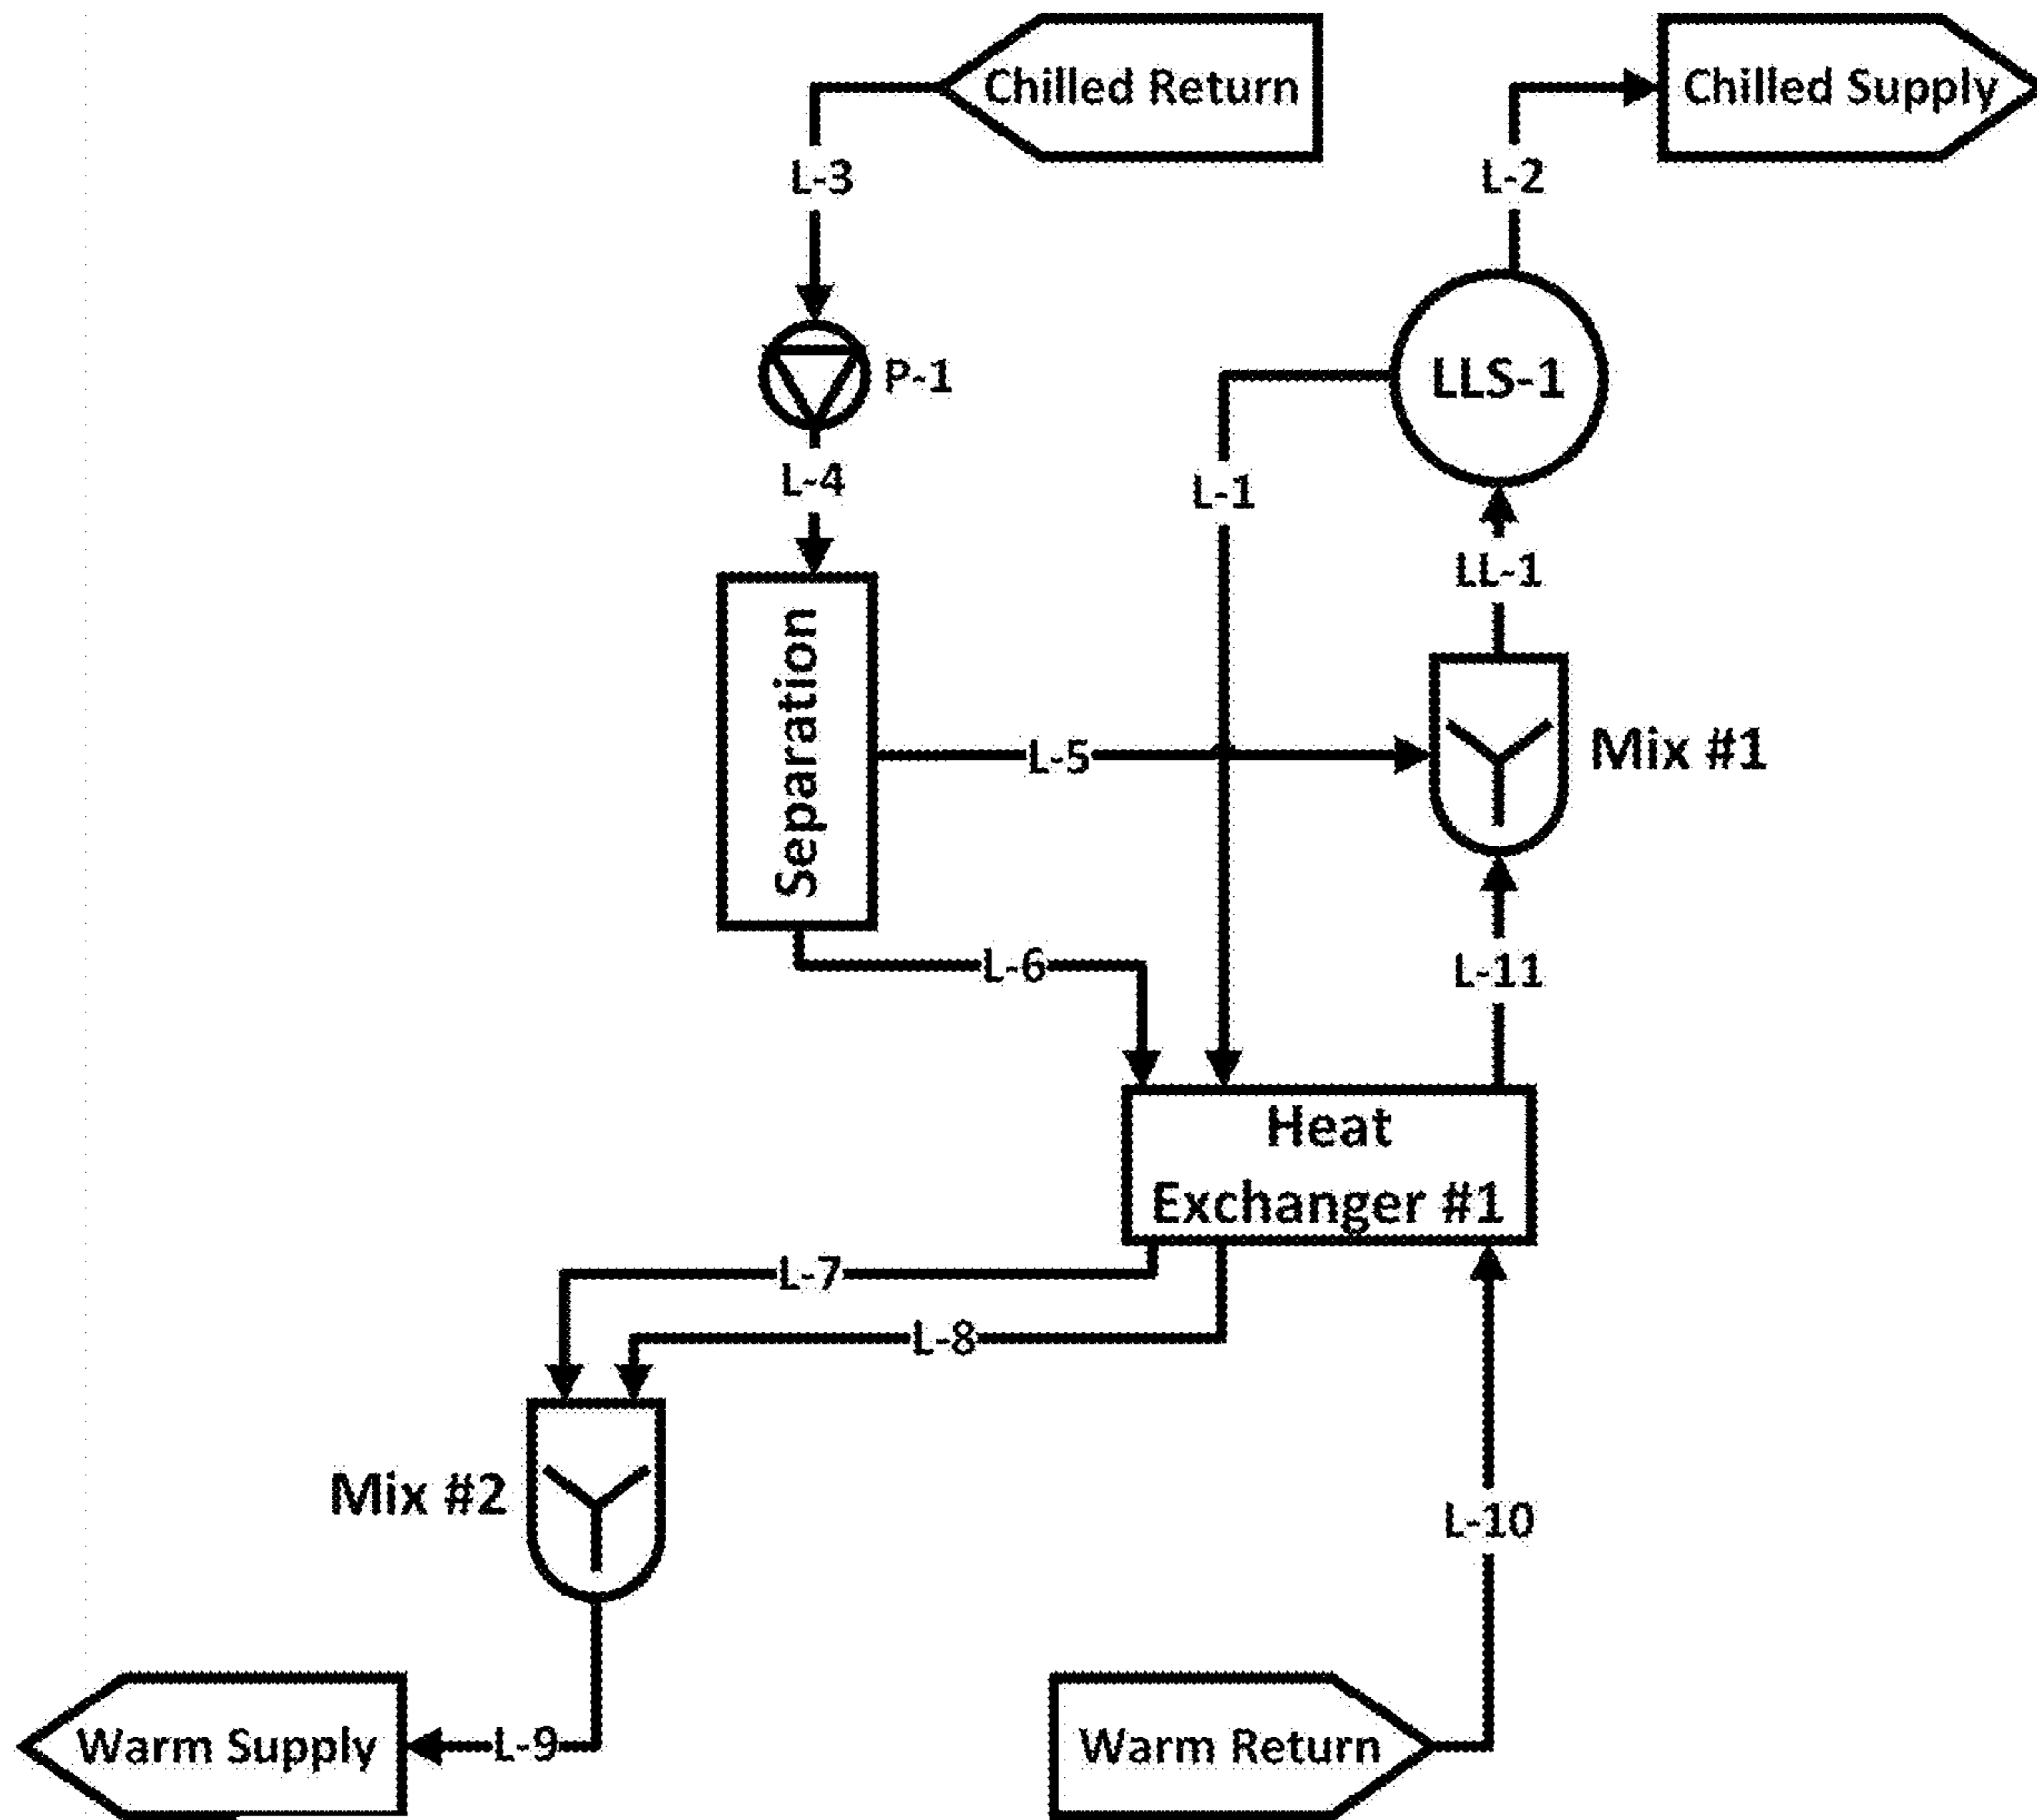 Chilled Return
Chilled Supply
L-3
L-2
P-1
LLS-1
L-4
L-1
LL-1
Separation
L-5
Mix #1
L-6
L-11
Heat
Exchanger #1
L-7
L-8
Mix #2
L-10
Warm Supply
L-9
Warm Return